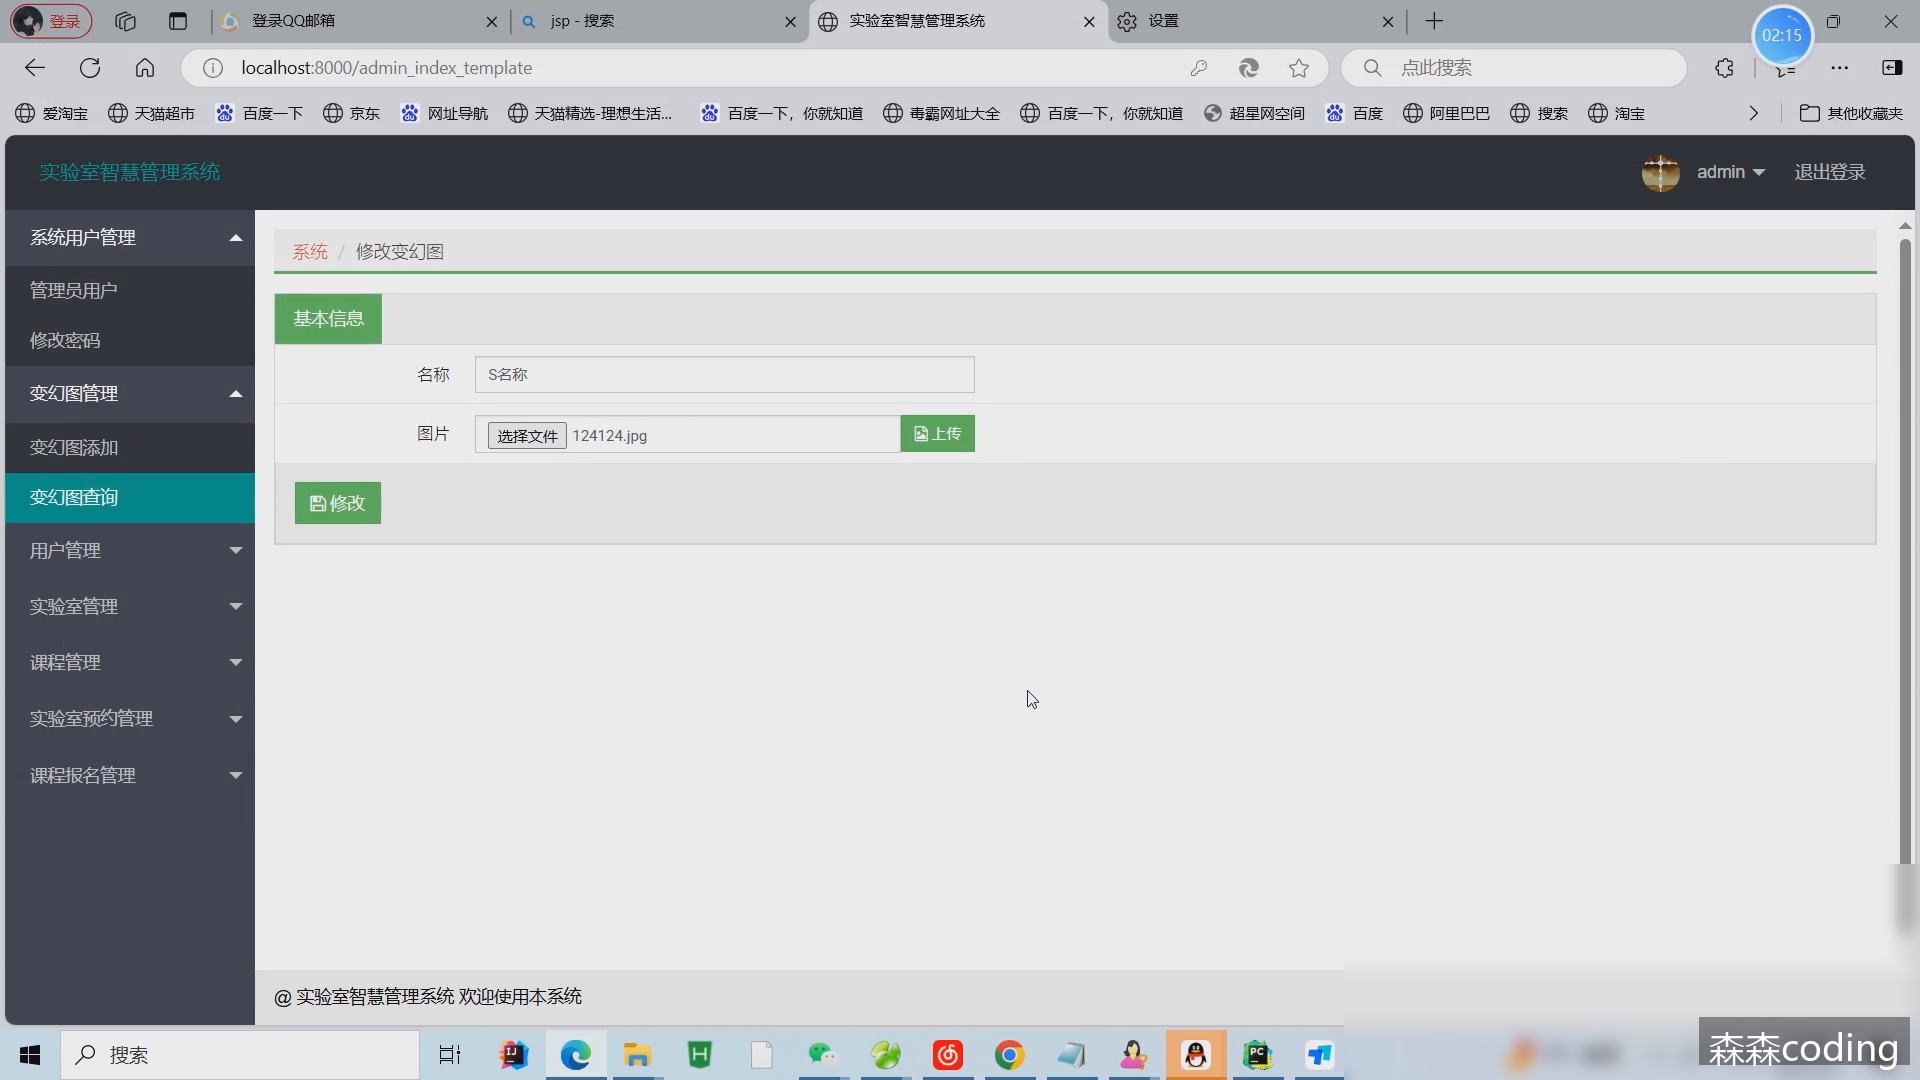 登录
登录QQ邮箱
jsp - 搜索
实验室智慧管理系统
设置
02:15
localhost:8000/admin_index_template
点此搜索
爱淘宝
天猫超市
百度一下
京东
网址导航
天猫精选-理想生活...
百度一下，你就知道
毒霸网址大全
百度一下，你就知道
超星网空间
百度
阿里巴巴
搜索
淘宝
其他收藏夹
实验室智慧管理系统
admin
退出登录
系统用户管理
管理员用户
修改密码
变幻图管理
变幻图添加
变幻图查询
用户管理
实验室管理
课程管理
实验室预约管理
课程报名管理
系统 / 修改变幻图
基本信息
名称
S名称
图片
选择文件 124124.jpg
上传
修改
@ 实验室智慧管理系统 欢迎使用本系统
搜索
森森coding